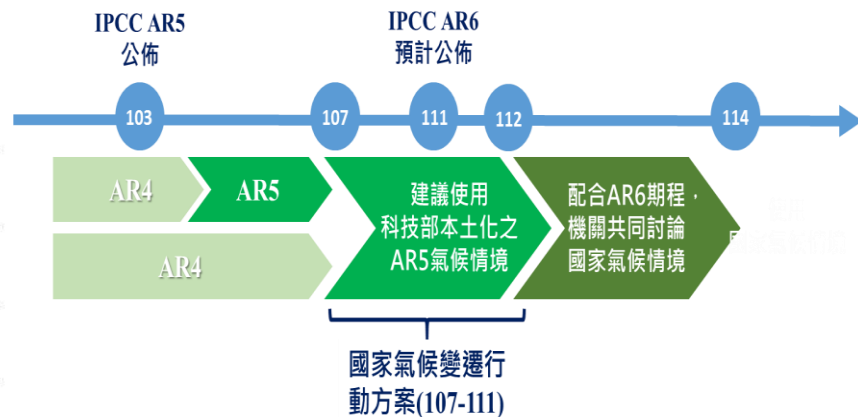 IPCC AR5
公佈
IPCC AR6
預計公佈
103
107
111
112
114
AR4
AR5
AR4
建議使用
科技部本土化之
AR5氣候情境
配合AR6期程，
機關共同討論
國家氣候情境
國家氣候變遷行
動方案(107-111)